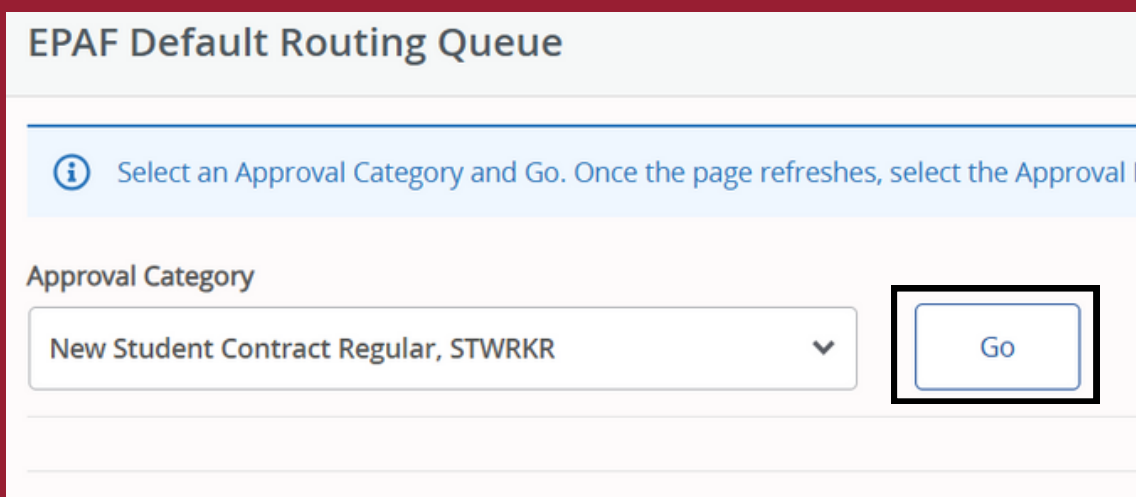 EPAF Default Routing Queue
Select an Approval Category and Go. Once the page refreshes, select the Approval
Approval Category
New Student Contract Regular, STWRKR
Go